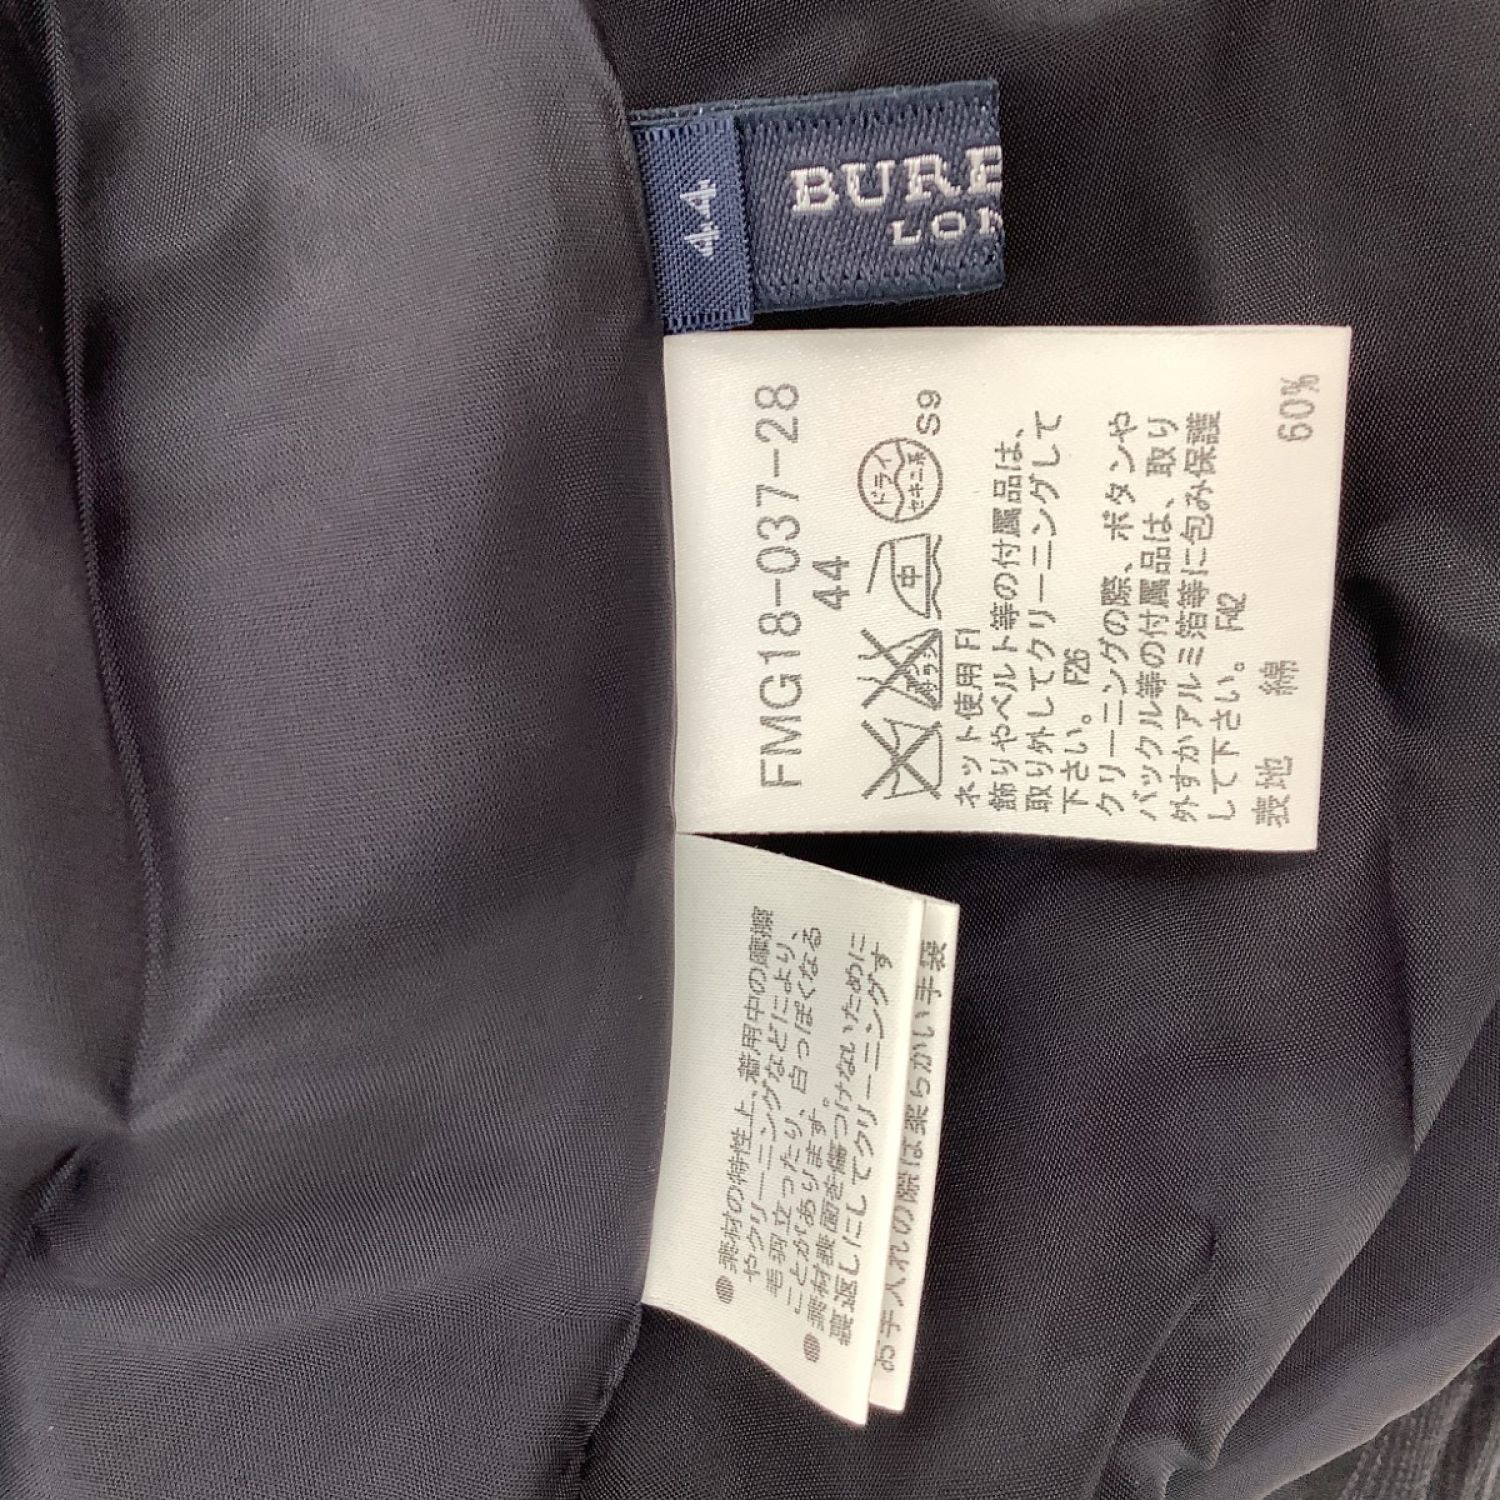 44
BURB
LON
FMG18-037-28
44
中
ドライ
セキユ系
S9
ネット使用 F1
飾りやベルト等の付属品は、
取り外してクリーニングして
下さい。 F26
クリーニングの際、ボタンや
バックル等の付属品は、取り
外すかアルミ箔等に包み保護
して下さい。 FA2
表地 綿 60%
●素材の特性上、着用中の摩擦
やクリーニングなどにより、
毛羽立ったり、白っぽくなる
ことがあります。
●素材表面を傷つけないために
裏返しにしてクリーニングす
お手入れの際は柔らかい手袋